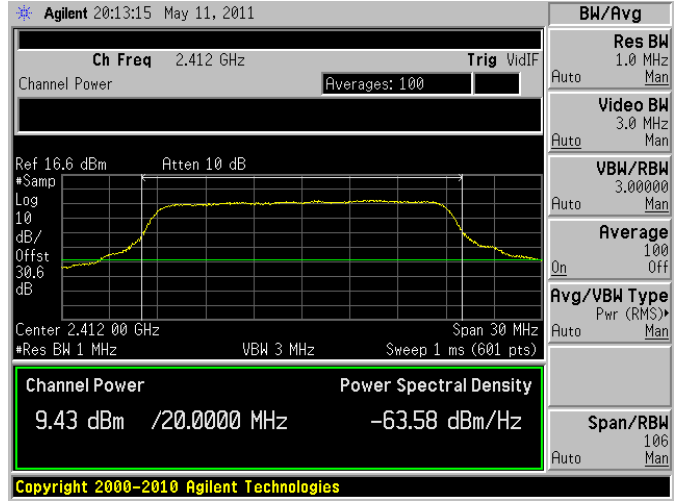 Agilent 20:13:15 May 11, 2011
BW/Avg
Ch Freq 2.412 GHz Trig VidIF
Channel Power Averages: 100
Res BW
1.0 MHz
Auto Man
Video BW
3.0 MHz
Auto Man
VBW/RBW
3.00000
Auto Man
Average
100
On Off
Avg/VBW Type
Pwr (RMS)▸
Auto Man
Span/RBW
106
Auto Man
Ref 16.6 dBm Atten 10 dB
#Samp
Log
10
dB/
Offst
30.6
dB
Center 2.412 00 GHz Span 30 MHz
#Res BW 1 MHz VBW 3 MHz Sweep 1 ms (601 pts)
Channel Power Power Spectral Density
9.43 dBm /20.0000 MHz -63.58 dBm/Hz
Copyright 2000-2010 Agilent Technologies